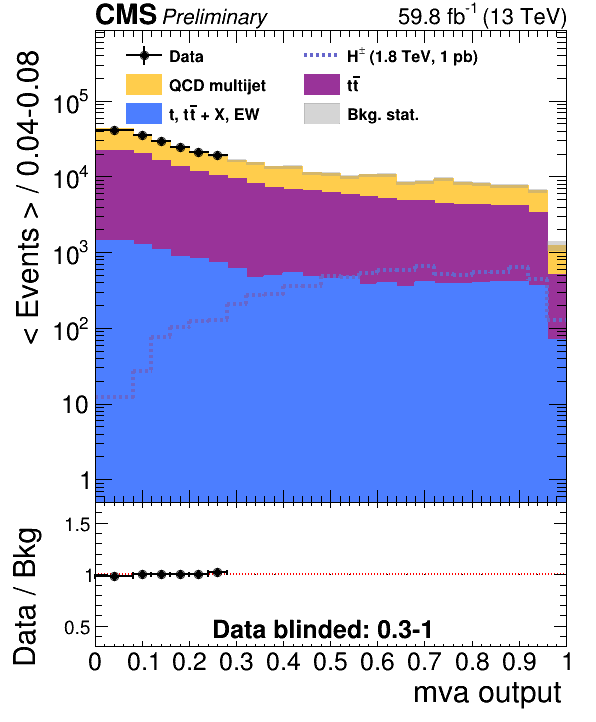 CMS Preliminary 59.8 fb⁻¹ (13 TeV)
Data
H± (1.8 TeV, 1 pb)
QCD multijet
tt̄
t, tt̄ + X, EW
Bkg. stat.
< Events > / 0.04-0.08
10⁵
10⁴
10³
10²
10
1
Data / Bkg
1.5
1
0.5
Data blinded: 0.3-1
0 0.1 0.2 0.3 0.4 0.5 0.6 0.7 0.8 0.9 1
mva output